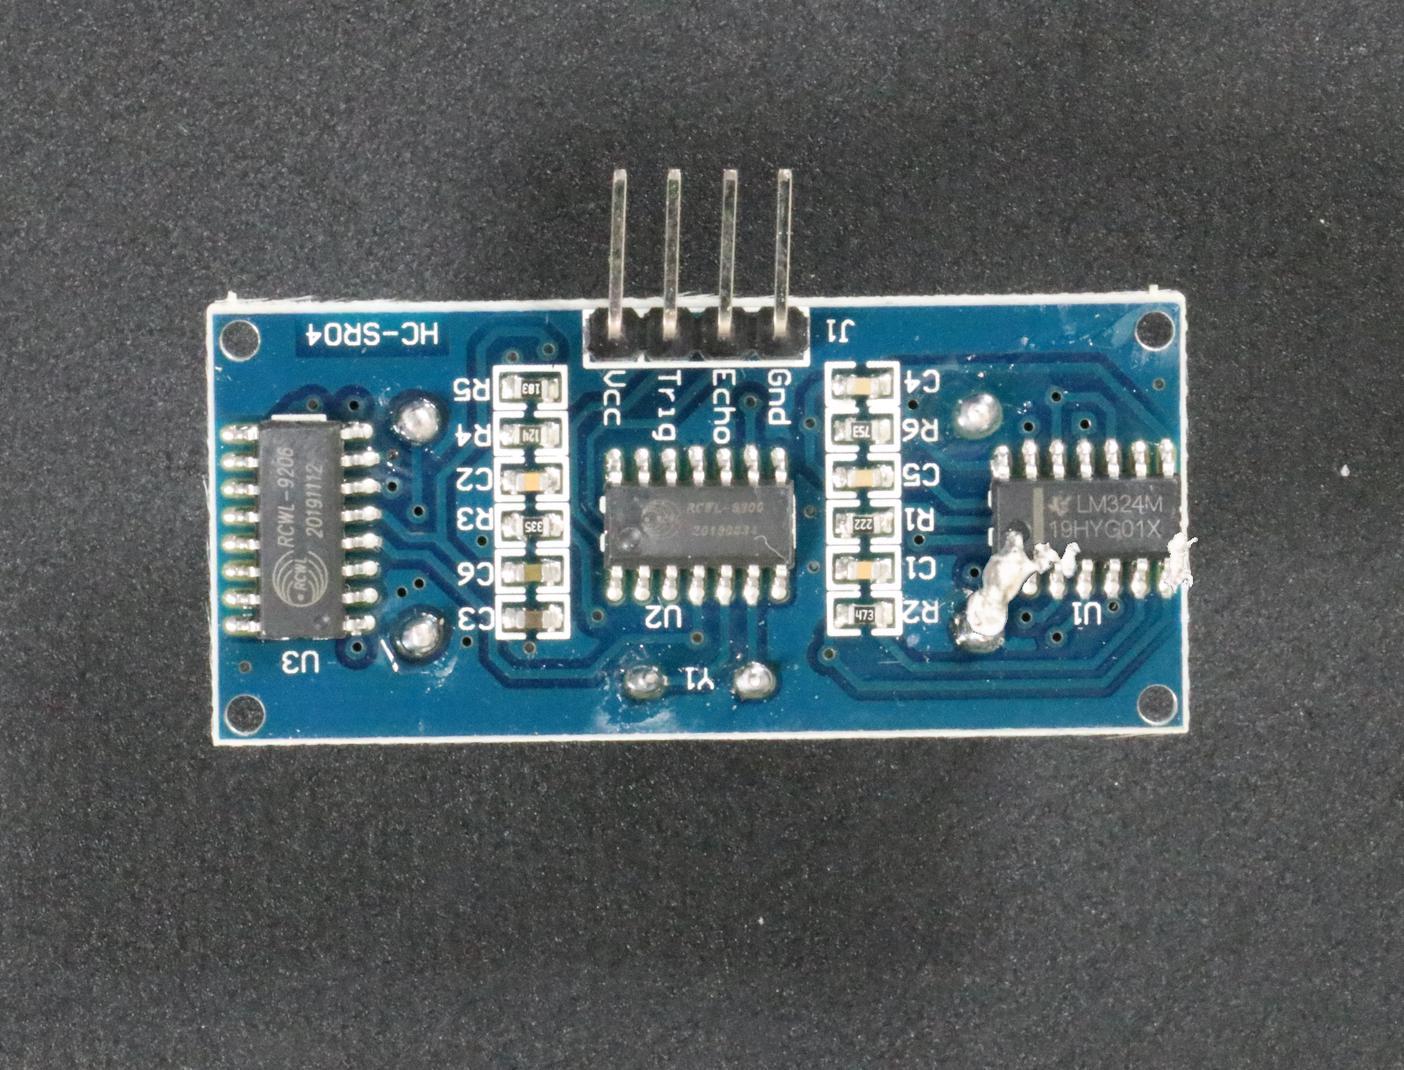 HC-SR04
J1
Vcc
Trig
Echo
Gnd
R5
183
R4
124
C2
R3
335
C6
C3
C4
R6
753
C5
R1
222
C1
R2
473
RCWL-9206
20191112
RCWL
U3
U2
LM324M
19HYG01X
U1
Y1